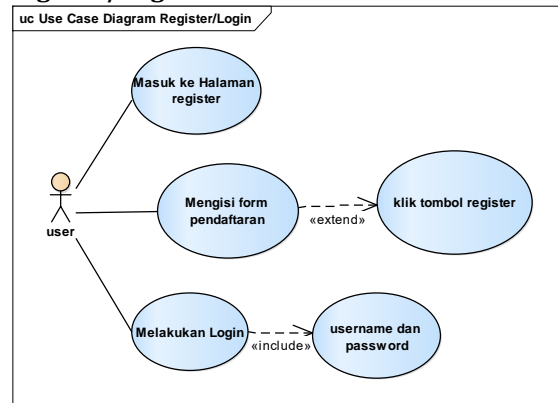 uc Use Case Diagram Register/Login
Masuk ke Halaman
register
Mengisi form
pendaftaran
«extend»
klik tombol register
user
Melakukan Login
«include»
username dan
password